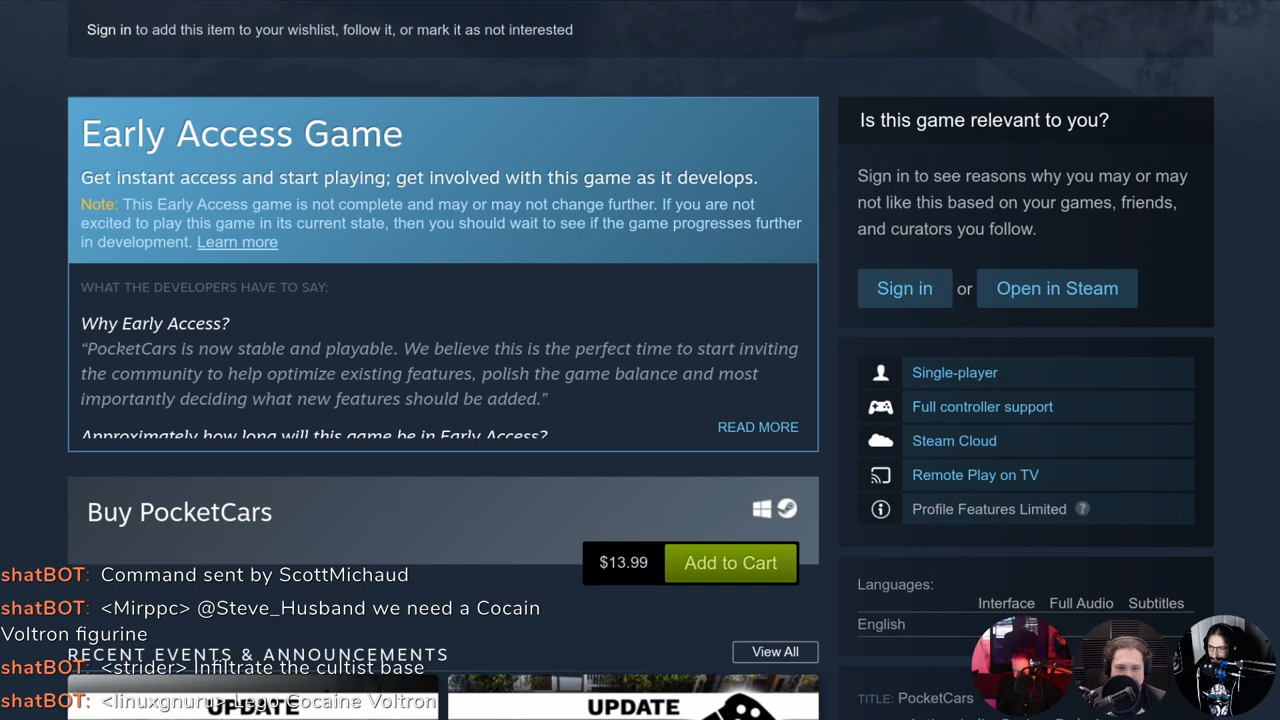 Sign in to add this item to your wishlist, follow it, or mark it as not interested
Early Access Game
Get instant access and start playing; get involved with this game as it develops.
Note: This Early Access game is not complete and may or may not change further. If you are not
excited to play this game in its current state, then you should wait to see if the game progresses further
in development. Learn more
WHAT THE DEVELOPERS HAVE TO SAY:
Why Early Access?
“PocketCars is now stable and playable. We believe this is the perfect time to start inviting
the community to help optimize existing features, polish the game balance and most
importantly deciding what new features should be added.”
Approximately how long will this game be in Early Access?
READ MORE
Buy PocketCars
$13.99
Add to Cart
shatBOT: Command sent by ScottMichaud
shatBOT: <Mirppc> @Steve_Husband we need a Cocain
Voltron figurine
RECENT EVENTS & ANNOUNCEMENTS
View All
shatBOT: <strider> Infiltrate the cultist base
shatBOT: <linuxgnuru> Lego Cocaine Voltron
UPDATE
UPDATE
Is this game relevant to you?
Sign in to see reasons why you may or may
not like this based on your games, friends,
and curators you follow.
Sign in or Open in Steam
Single-player
Full controller support
Steam Cloud
Remote Play on TV
Profile Features Limited ?
Languages:
Interface Full Audio Subtitles
English
TITLE: PocketCars